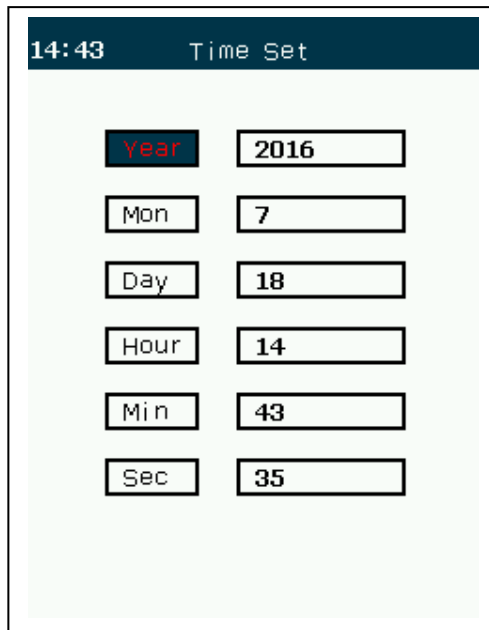 14:43 Time Set
Year 2016
Mon 7
Day 18
Hour 14
Min 43
Sec 35